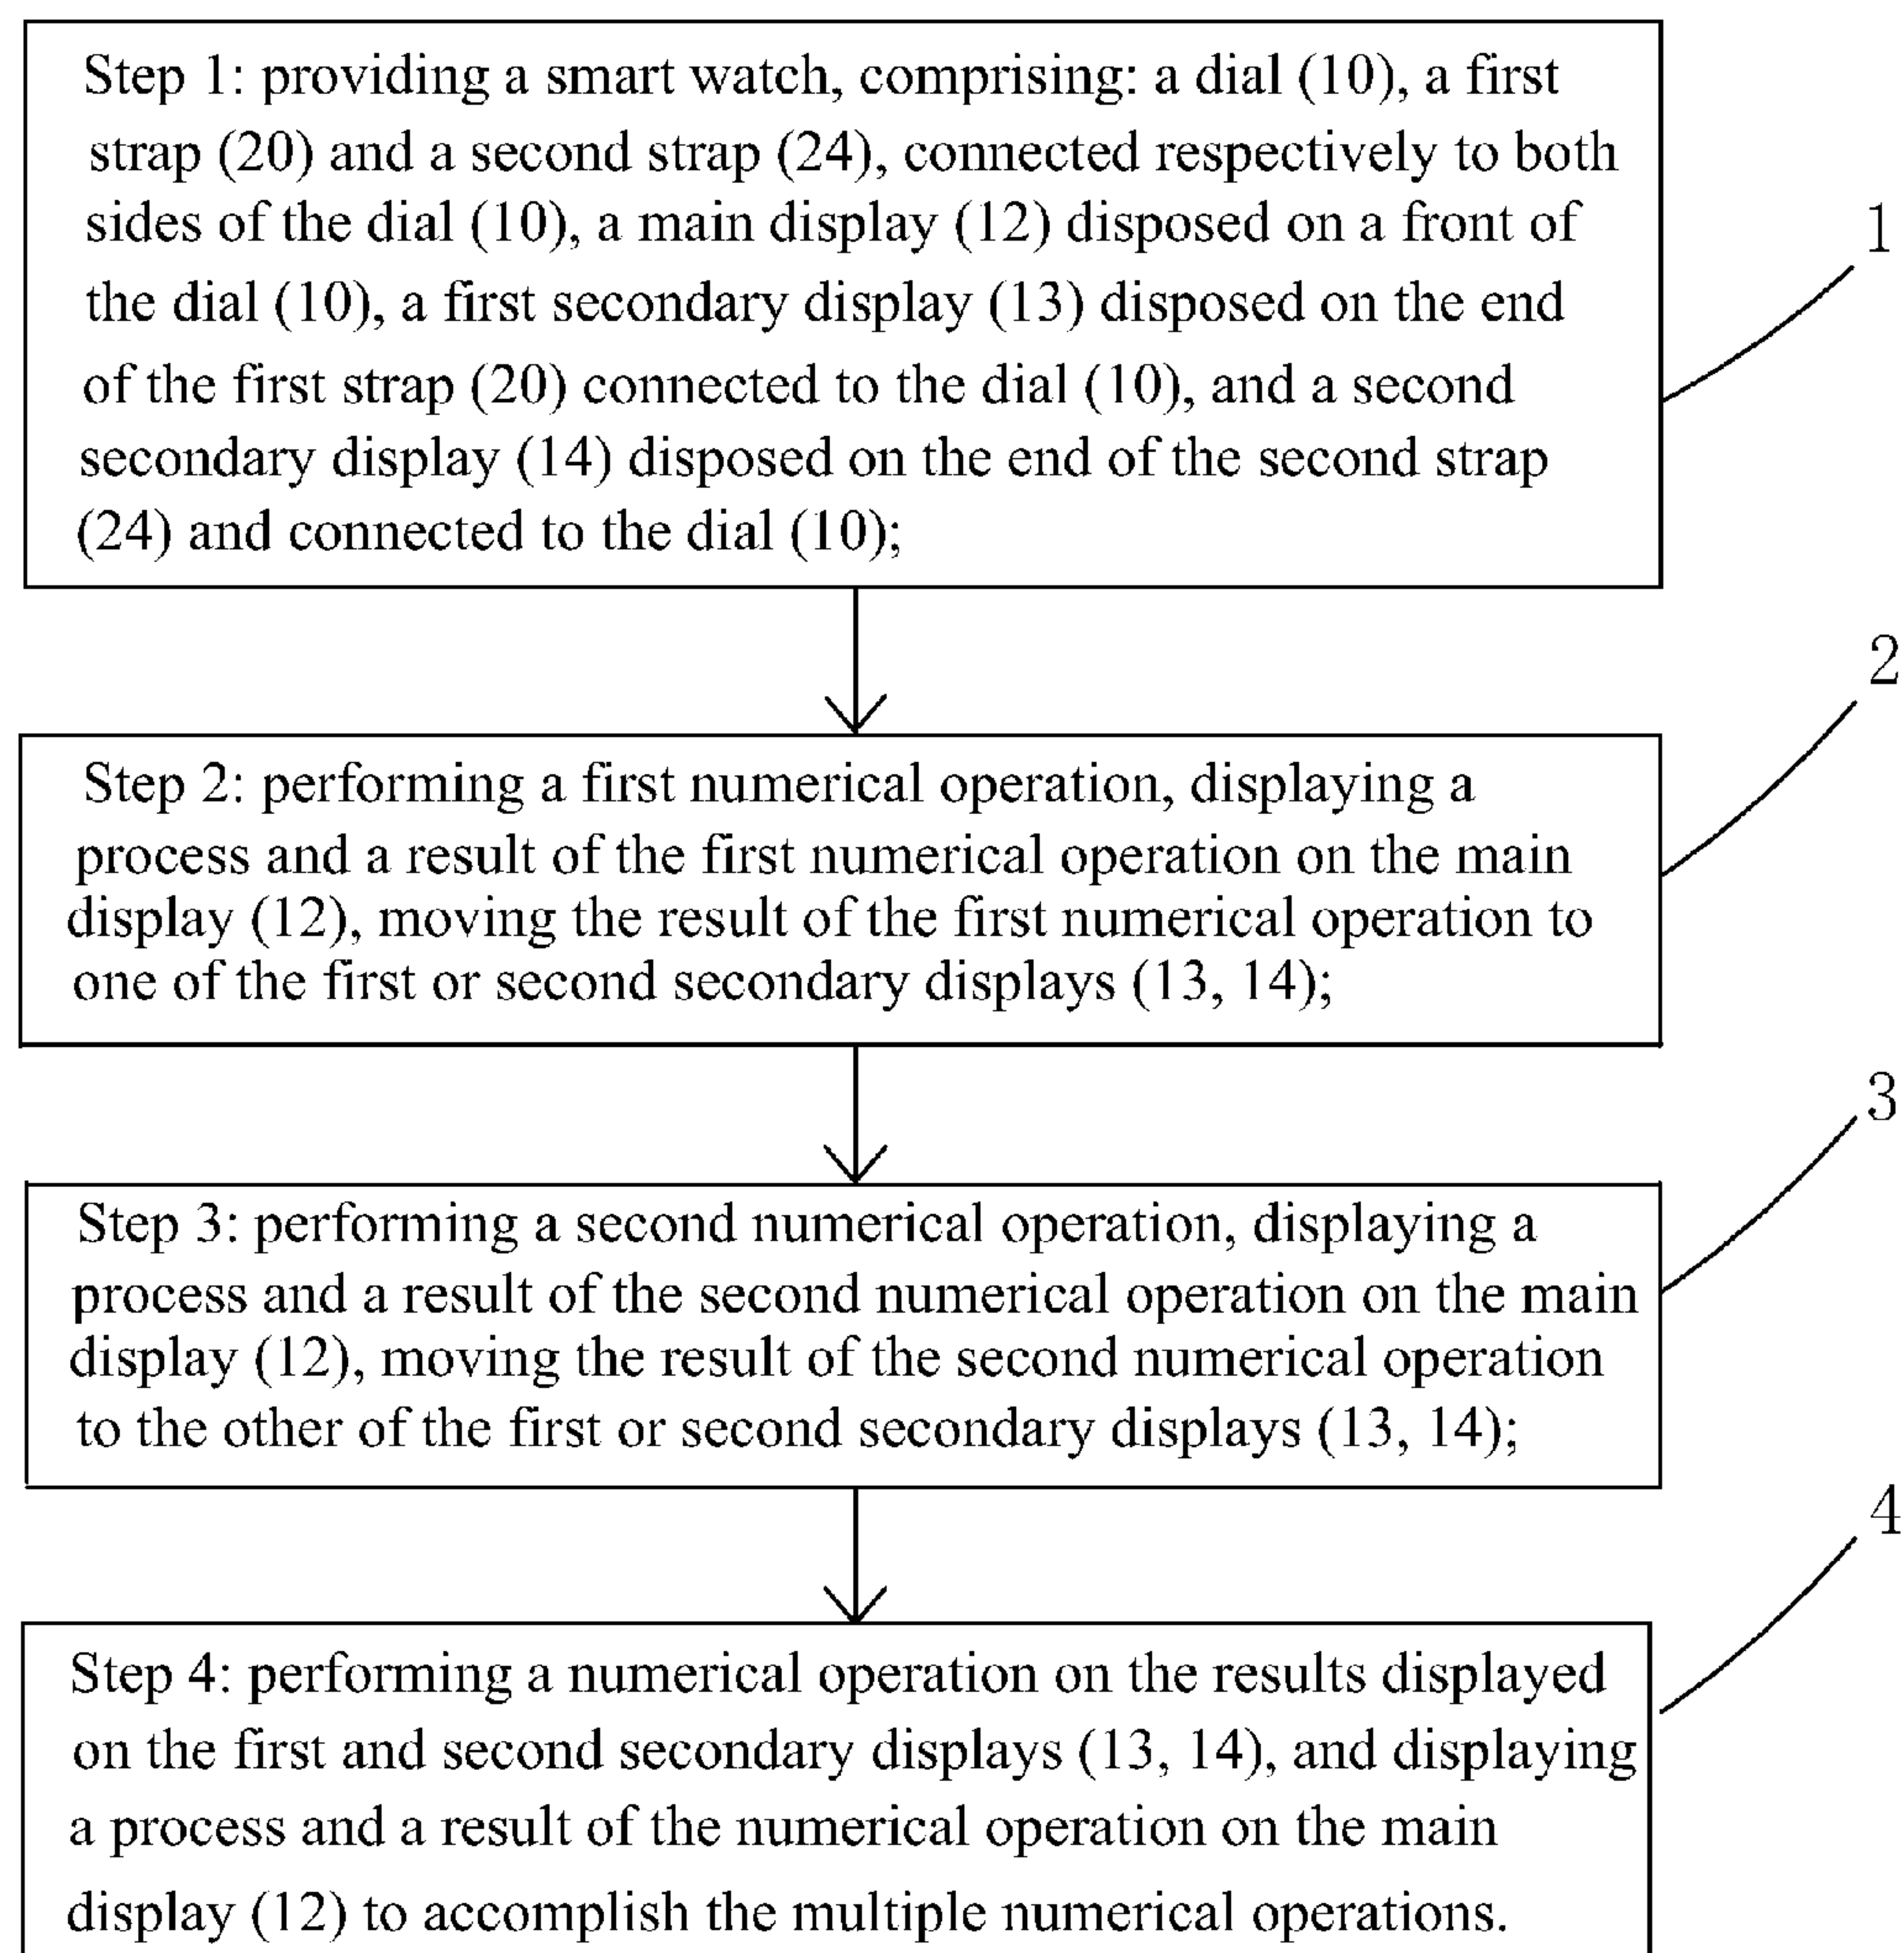 Step 1: providing a smart watch, comprising: a dial (10), a first
strap (20) and a second strap (24), connected respectively to both
sides of the dial (10), a main display (12) disposed on a front of
the dial (10), a first secondary display (13) disposed on the end
of the first strap (20) connected to the dial (10), and a second
secondary display (14) disposed on the end of the second strap
(24) and connected to the dial (10);
1
Step 2: performing a first numerical operation, displaying a
process and a result of the first numerical operation on the main
display (12), moving the result of the first numerical operation to
one of the first or second secondary displays (13, 14);
2
Step 3: performing a second numerical operation, displaying a
process and a result of the second numerical operation on the main
display (12), moving the result of the second numerical operation
to the other of the first or second secondary displays (13, 14);
3
Step 4: performing a numerical operation on the results displayed
on the first and second secondary displays (13, 14), and displaying
a process and a result of the numerical operation on the main
display (12) to accomplish the multiple numerical operations.
4